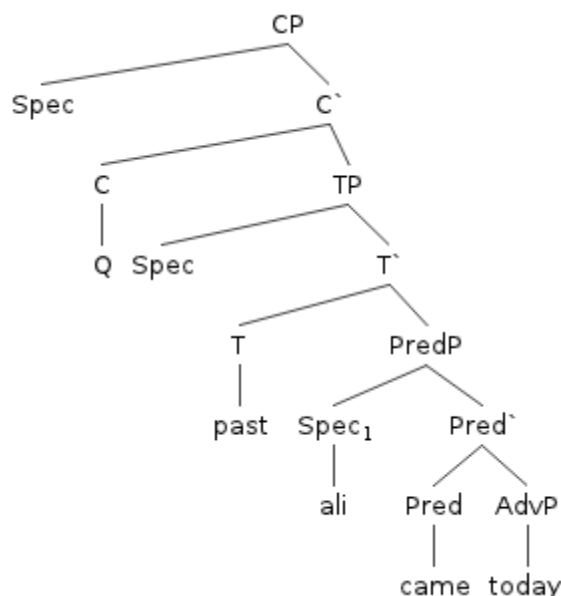 CP
Spec C`
C TP
Q Spec T`
T PredP
past Spec₁ Pred`
ali Pred AdvP
came today